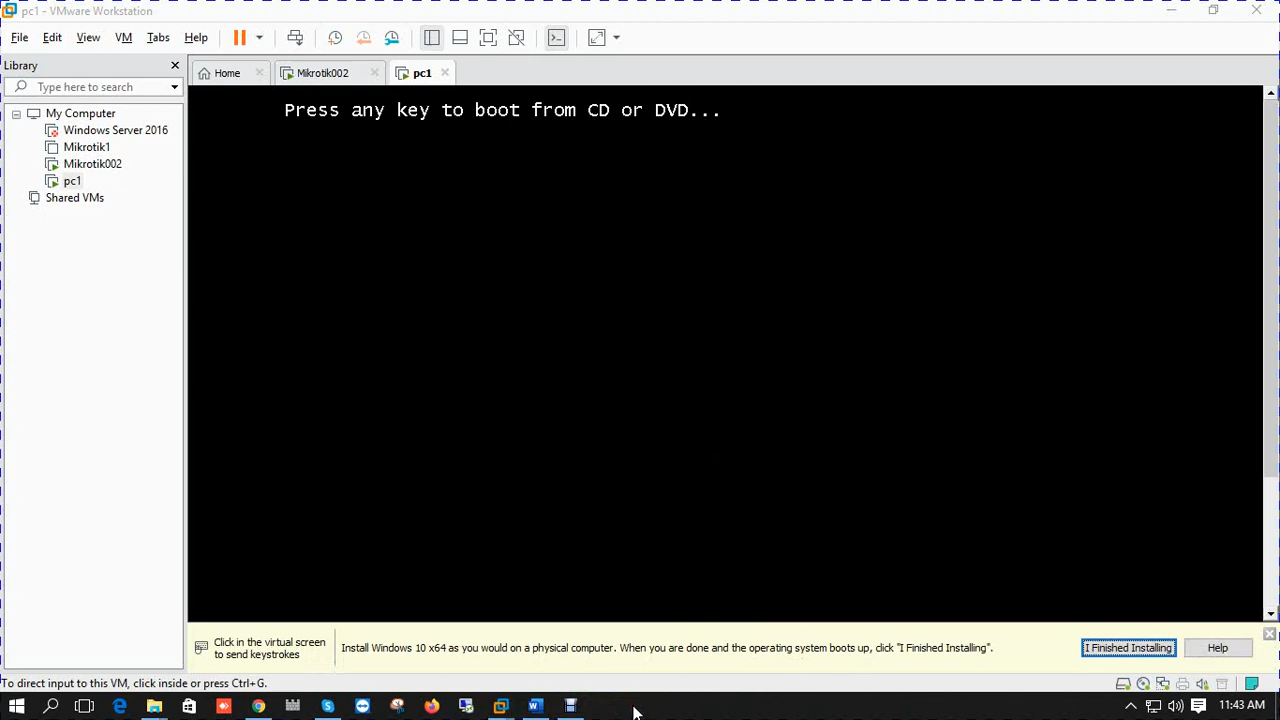 pc1 - VMware Workstation
File Edit View VM Tabs Help
Library
Home Mikrotik002 pc1
Type here to search
Press any key to boot from CD or DVD...
My Computer
Windows Server 2016
Mikrotik1
Mikrotik002
pc1
Shared VMs
Click in the virtual screen
to send keystrokes
Install Windows 10 x64 as you would on a physical computer. When you are done and the operating system boots up, click "I Finished Installing".
I Finished Installing
Help
To direct input to this VM, click inside or press Ctrl+G.
11:43 AM